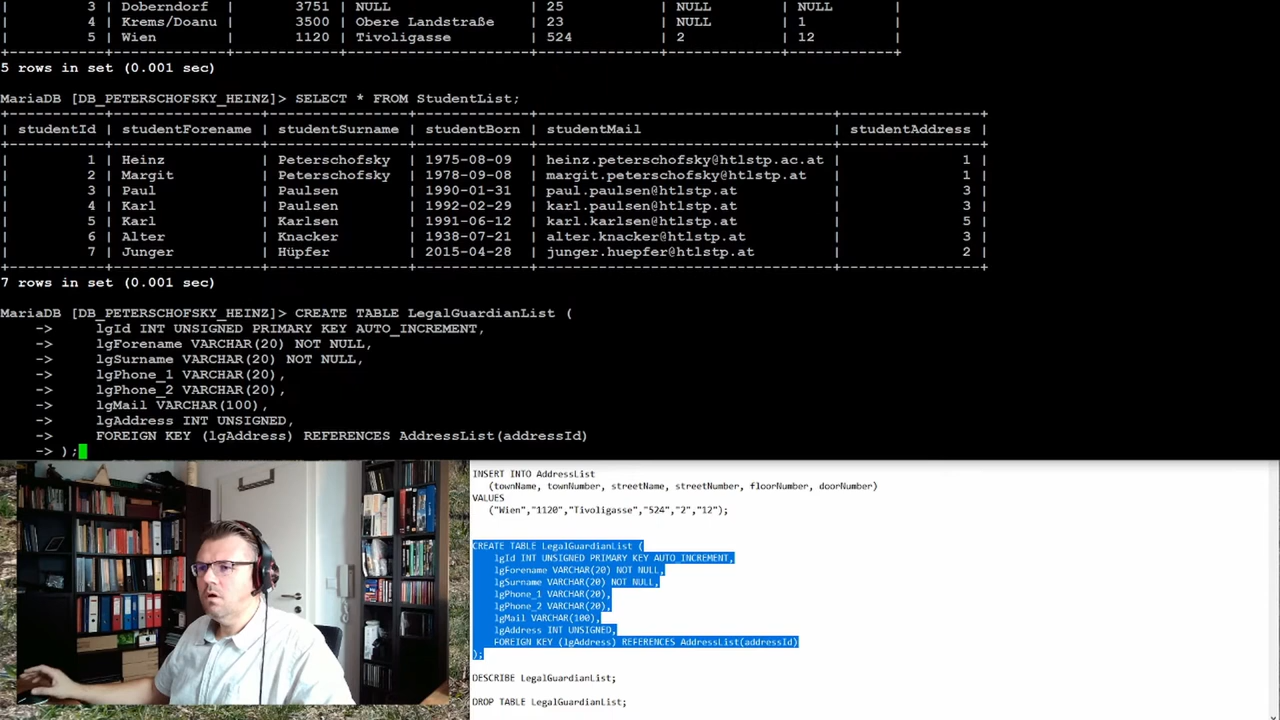 | 3 | Doberndorf | 3751 | NULL | 25 | NULL | NULL |
| 4 | Krems/Doanu | 3500 | Obere Landstraße | 23 | NULL | 1 |
| 5 | Wien | 1120 | Tivoligasse | 524 | 2 | 12 |
5 rows in set (0.001 sec)
MariaDB [DB_PETERSCHOFSKY_HEINZ]> SELECT * FROM StudentList;
| studentId | studentForename | studentSurname | studentBorn | studentMail | studentAddress |
| 1 | Heinz | Peterschofsky | 1975-08-09 | heinz.peterschofsky@htlstp.ac.at | 1 |
| 2 | Margit | Peterschofsky | 1978-09-08 | margit.peterschofsky@htlstp.at | 1 |
| 3 | Paul | Paulsen | 1990-01-31 | paul.paulsen@htlstp.at | 3 |
| 4 | Karl | Paulsen | 1992-02-29 | karl.paulsen@htlstp.at | 3 |
| 5 | Karl | Karlsen | 1991-06-12 | karl.karlsen@htlstp.at | 5 |
| 6 | Alter | Knacker | 1938-07-21 | alter.knacker@htlstp.at | 3 |
| 7 | Junger | Hüpfer | 2015-04-28 | junger.huepfer@htlstp.at | 2 |
7 rows in set (0.001 sec)
MariaDB [DB_PETERSCHOFSKY_HEINZ]> CREATE TABLE LegalGuardianList (
-> lgId INT UNSIGNED PRIMARY KEY AUTO_INCREMENT,
-> lgForename VARCHAR(20) NOT NULL,
-> lgSurname VARCHAR(20) NOT NULL,
-> lgPhone_1 VARCHAR(20),
-> lgPhone_2 VARCHAR(20),
-> lgMail VARCHAR(100),
-> lgAddress INT UNSIGNED,
-> FOREIGN KEY (lgAddress) REFERENCES AddressList(addressId)
-> );
INSERT INTO AddressList
(townName, townNumber, streetName, streetNumber, floorNumber, doorNumber)
VALUES
("Wien","1120","Tivoligasse","524","2","12");
CREATE TABLE LegalGuardianList (
lgId INT UNSIGNED PRIMARY KEY AUTO_INCREMENT,
lgForename VARCHAR(20) NOT NULL,
lgSurname VARCHAR(20) NOT NULL,
lgPhone_1 VARCHAR(20),
lgPhone_2 VARCHAR(20),
lgMail VARCHAR(100),
lgAddress INT UNSIGNED,
FOREIGN KEY (lgAddress) REFERENCES AddressList(addressId)
);
DESCRIBE LegalGuardianList;
DROP TABLE LegalGuardianList;